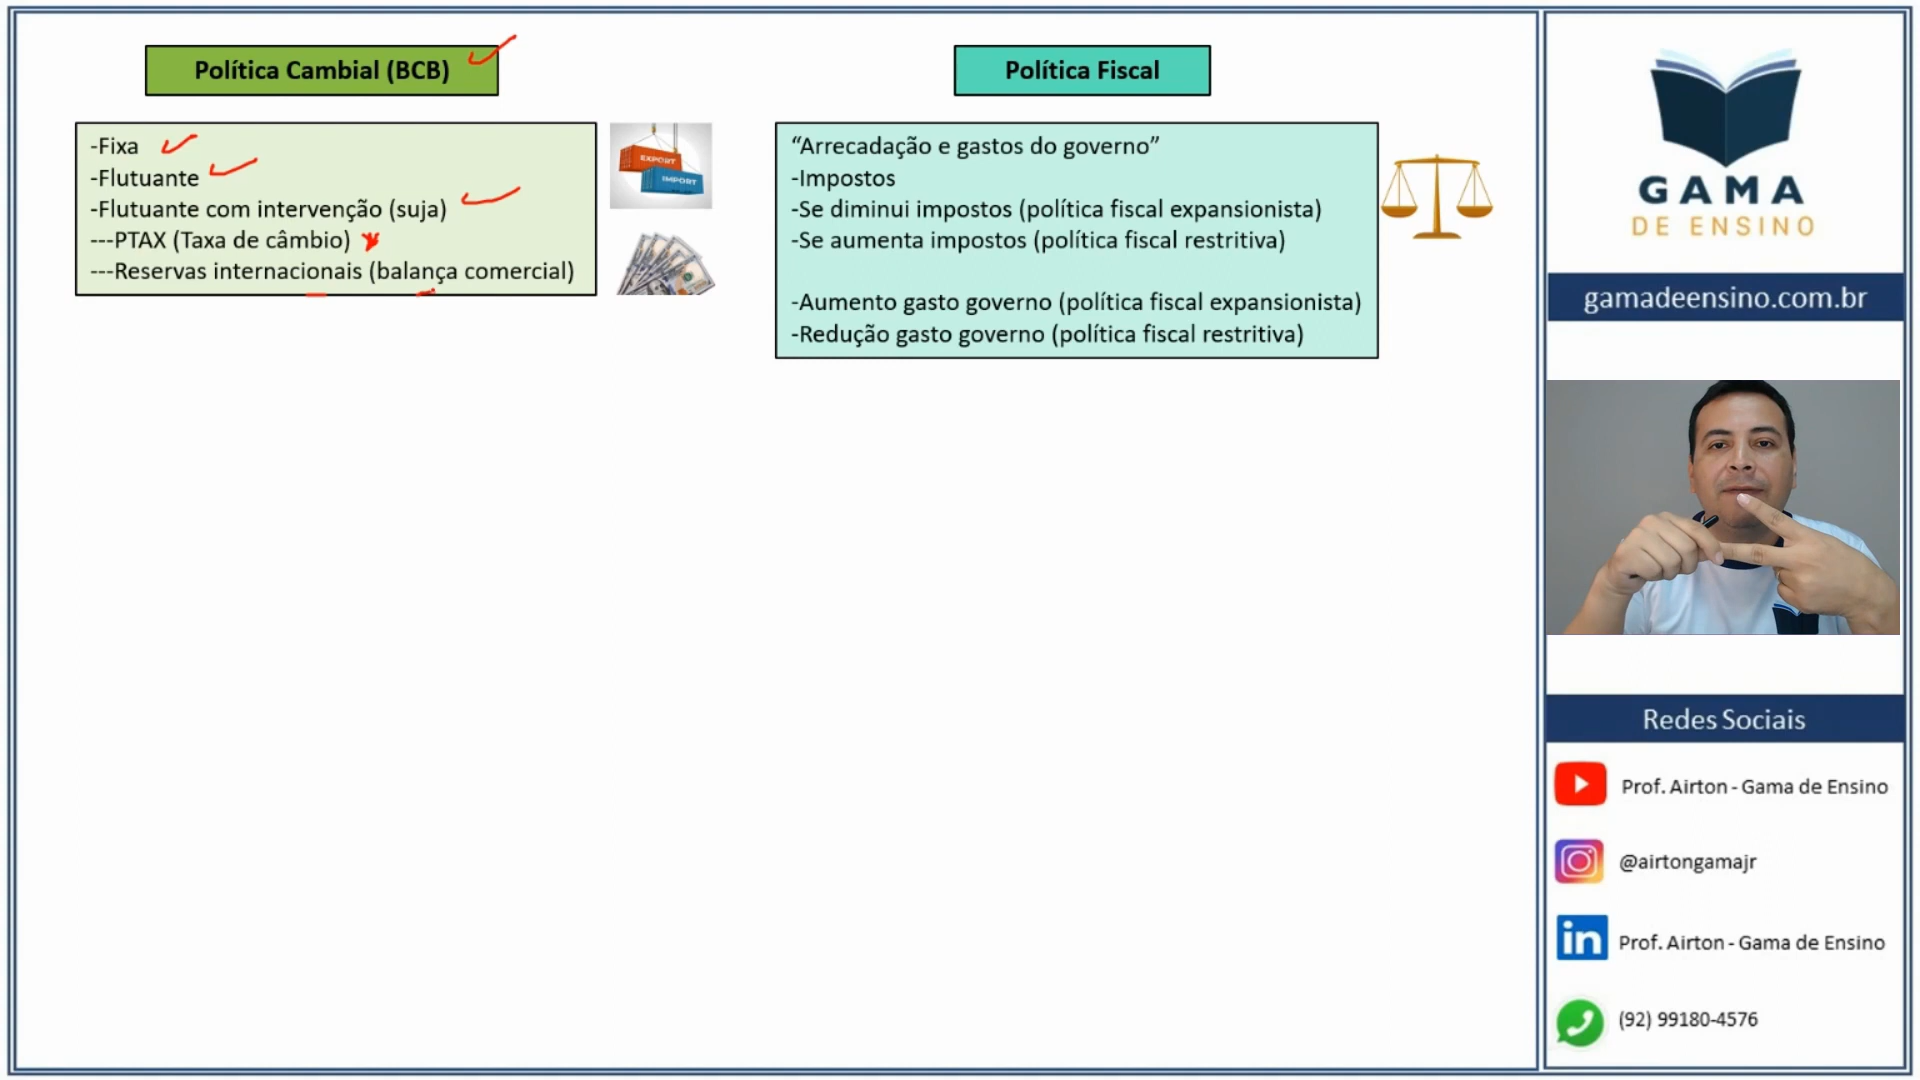 Política Cambial (BCB)
-Fixa
-Flutuante
-Flutuante com intervenção (suja)
---PTAX (Taxa de câmbio)
---Reservas internacionais (balança comercial)
EXPORT
IMPORT
Política Fiscal
“Arrecadação e gastos do governo”
-Impostos
-Se diminui impostos (política fiscal expansionista)
-Se aumenta impostos (política fiscal restritiva)
-Aumento gasto governo (política fiscal expansionista)
-Redução gasto governo (política fiscal restritiva)
GAMA
DE ENSINO
gamadeensino.com.br
Redes Sociais
Prof. Airton - Gama de Ensino
@airtongamajr
in
Prof. Airton - Gama de Ensino
(92) 99180-4576